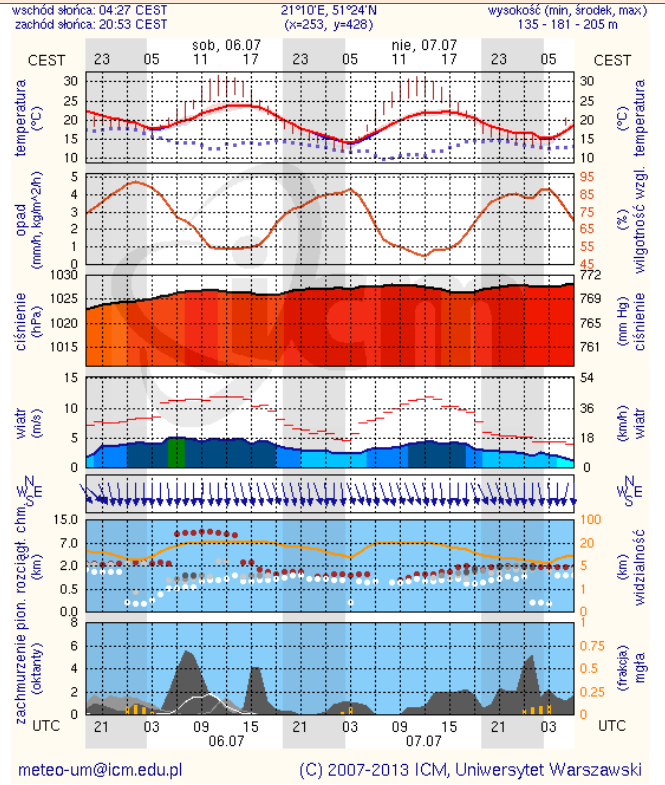 wschód słońca: 04:27 CEST 21°10'E, 51°24'N wysokość (min, środek, max)
zachód słońca: 20:53 CEST (x=253, y=428) 135 - 181 - 205 m
sob, 06.07 nie, 07.07
CEST 23 05 11 17 23 05 11 17 23 05 CEST
temperatura
(°C)
30
25
20
15
10
30
25
20
15
10
(°C)
temperatura
opad
(mm/h, kg/m^2/h)
5
4
3
2
1
0
95
85
75
65
55
45
(%)
wilgotność wzgl.
ciśnienie
(hPa)
1030
1025
1020
1015
772
769
765
761
(mm Hg)
ciśnienie
icm
wiatr
(m/s)
15
10
5
0
54
36
18
0
(km/h)
wiatr
N
W E
S
N
W E
S
pion. rozciągł. chm.
(km)
15.0
7.0
2.0
0.5
0.0
100
20
5
1
0
(km)
widzialność
zachmurzenie
(oktanty)
8
6
4
2
0
1
0.75
0.5
0.25
0
(frakcja)
mgła
UTC 21 03 09 15 21 03 09 15 21 03 UTC
06.07 07.07
meteo-um@icm.edu.pl (C) 2007-2013 ICM, Uniwersytet Warszawski